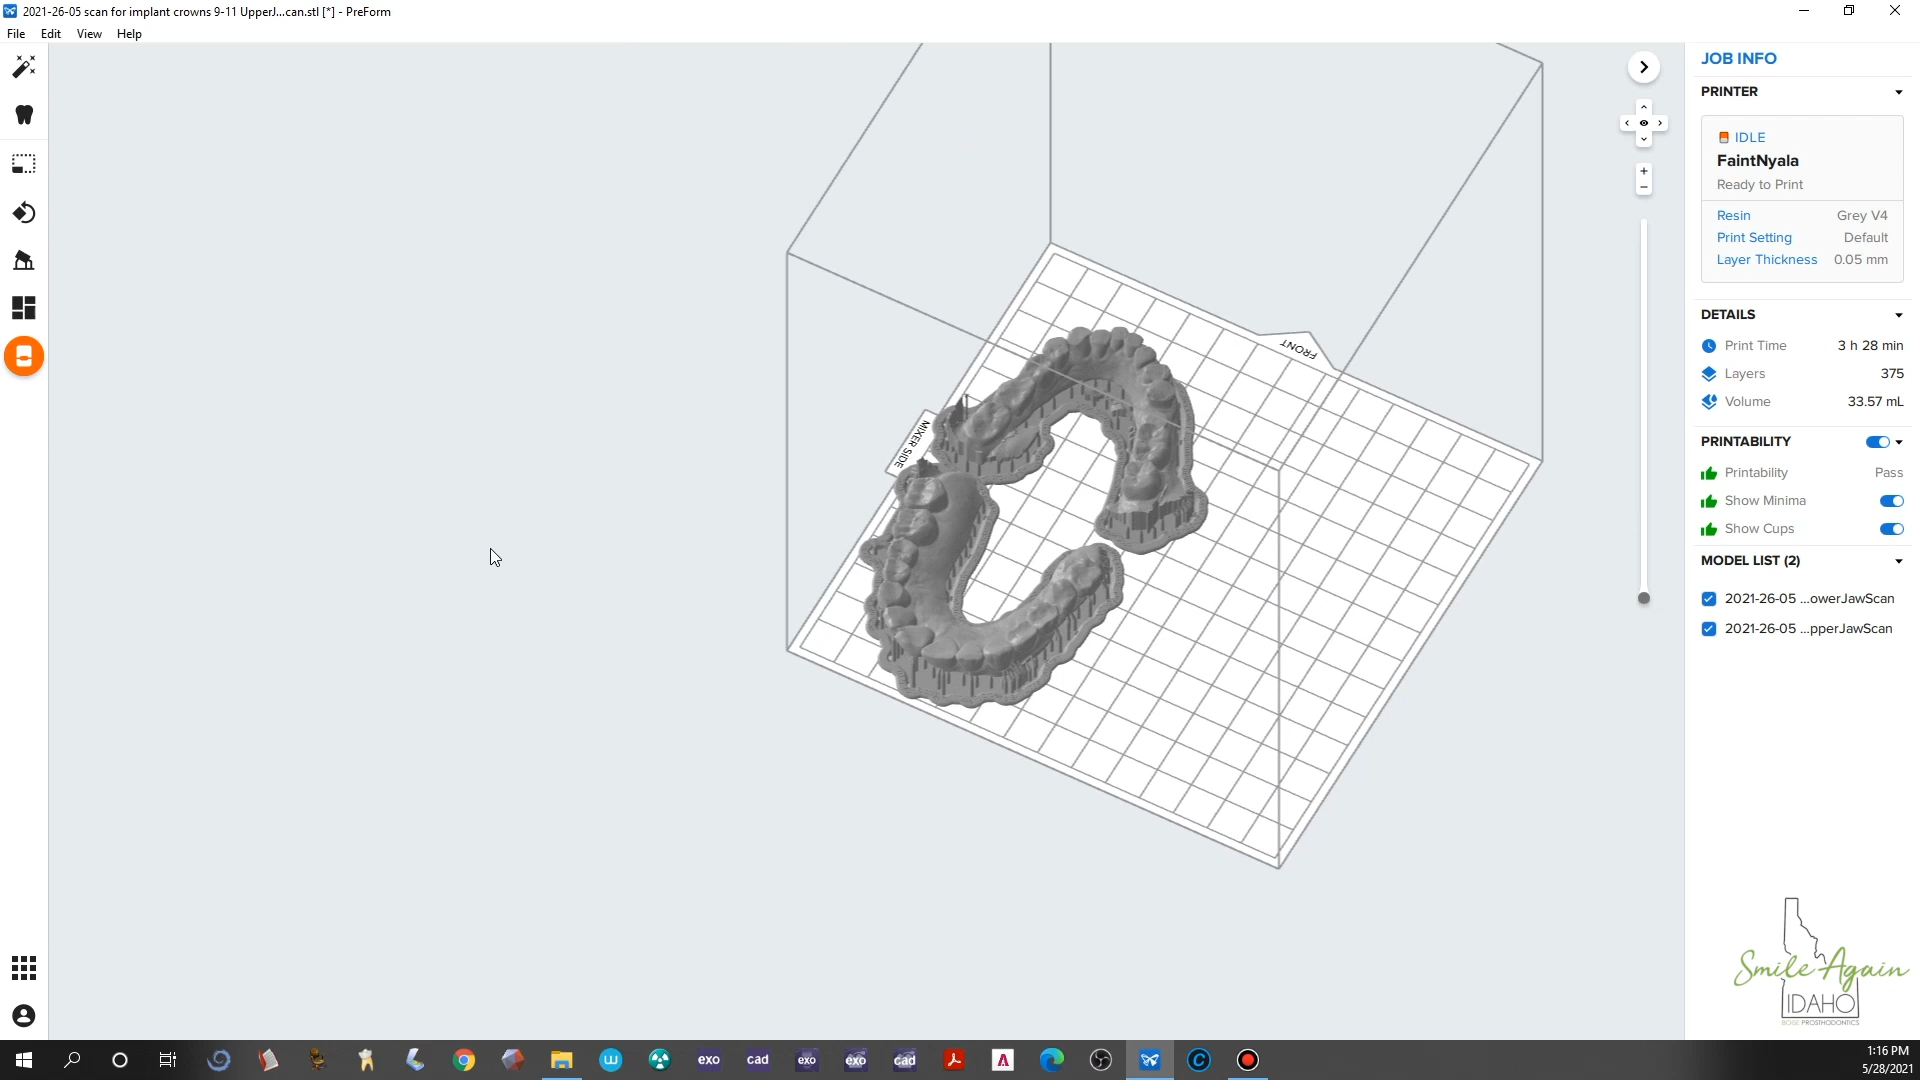 2021-26-05 scan for implant crowns 9-11 UpperJ...can.stl [*] - PreForm
File Edit View Help
JOB INFO
PRINTER
IDLE
FaintNyala
Ready to Print
Resin Grey V4
Print Setting Default
Layer Thickness 0.05 mm
DETAILS
Print Time 3 h 28 min
Layers 375
Volume 33.57 mL
PRINTABILITY
Printability Pass
Show Minima
Show Cups
MODEL LIST (2)
2021-26-05 ...owerJawScan
2021-26-05 ...pperJawScan
FRONT
MIXER SIDE
Smile Again
IDAHO
BOISE PROSTHODONTICS
exo cad exo exo cad
1:16 PM
5/28/2021